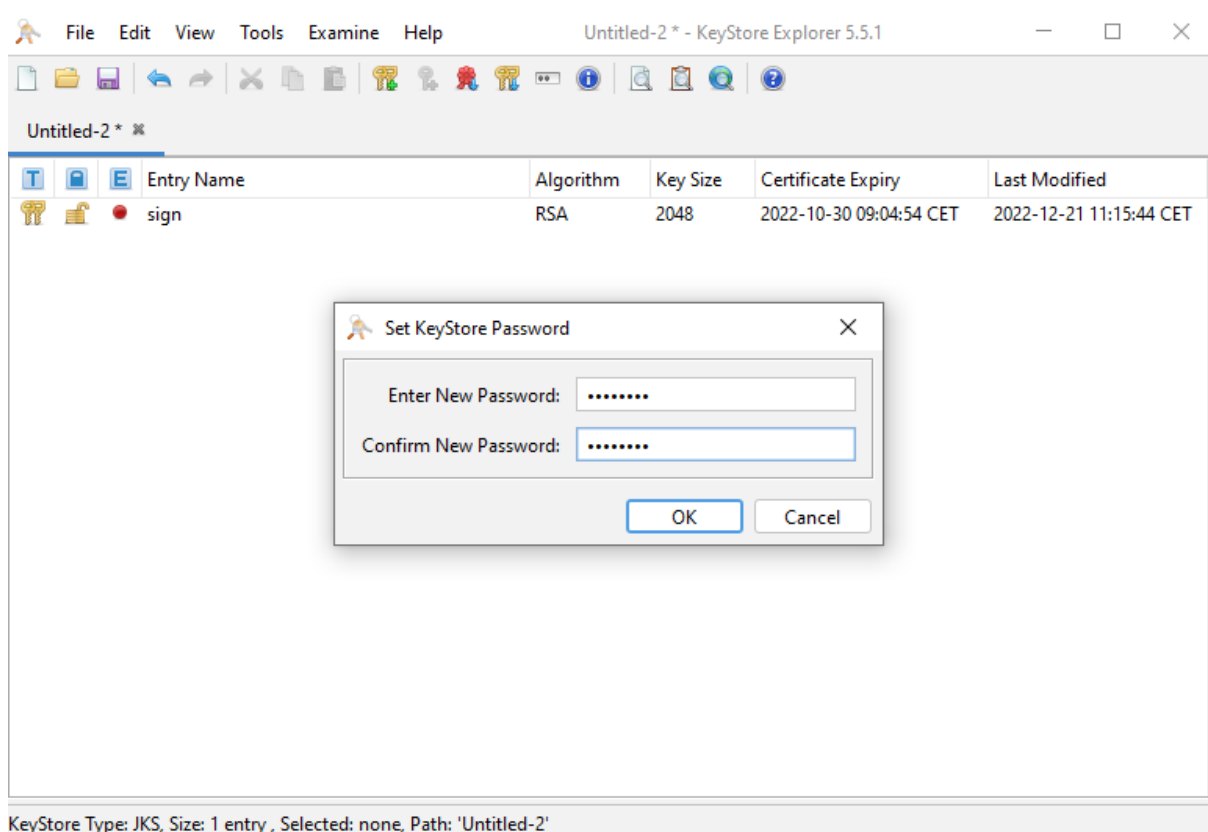 File Edit View Tools Examine Help Untitled-2 * - KeyStore Explorer 5.5.1
Untitled-2 *
T E Entry Name Algorithm Key Size Certificate Expiry Last Modified
sign RSA 2048 2022-10-30 09:04:54 CET 2022-12-21 11:15:44 CET
Set KeyStore Password
Enter New Password: ••••••••
Confirm New Password: ••••••••
OK Cancel
KeyStore Type: JKS, Size: 1 entry , Selected: none, Path: 'Untitled-2'